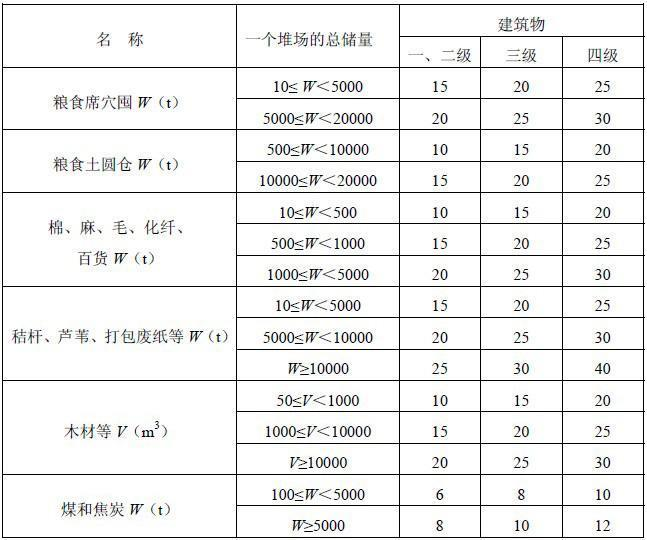 名 称 一个堆场的总储量 建筑物
一、二级 三级 四级
粮食席穴囤 W（t） 10≤ W＜5000 15 20 25
5000≤W＜20000 20 25 30
粮食土圆仓 W（t） 500≤W＜10000 10 15 20
10000≤W＜20000 15 20 25
棉、麻、毛、化纤、
百货 W（t） 10≤W＜500 10 15 20
500≤W＜1000 15 20 25
1000≤W＜5000 20 25 30
秸杆、芦苇、打包废纸等 W（t） 10≤W＜5000 15 20 25
5000≤W＜10000 20 25 30
W≥10000 25 30 40
木材等 V（m³） 50≤V＜1000 10 15 20
1000≤V＜10000 15 20 25
V≥10000 20 25 30
煤和焦炭 W（t） 100≤W＜5000 6 8 10
W≥5000 8 10 12